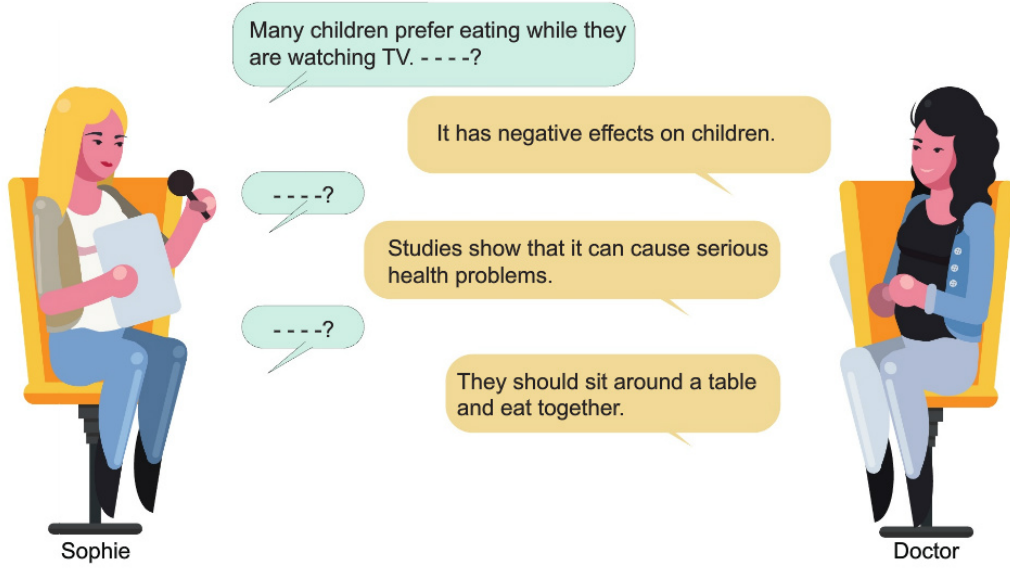 Many children prefer eating while they
are watching TV. - - - -?
It has negative effects on children.
- - - -?
Studies show that it can cause serious
health problems.
- - - -?
They should sit around a table
and eat together.
Sophie
Doctor